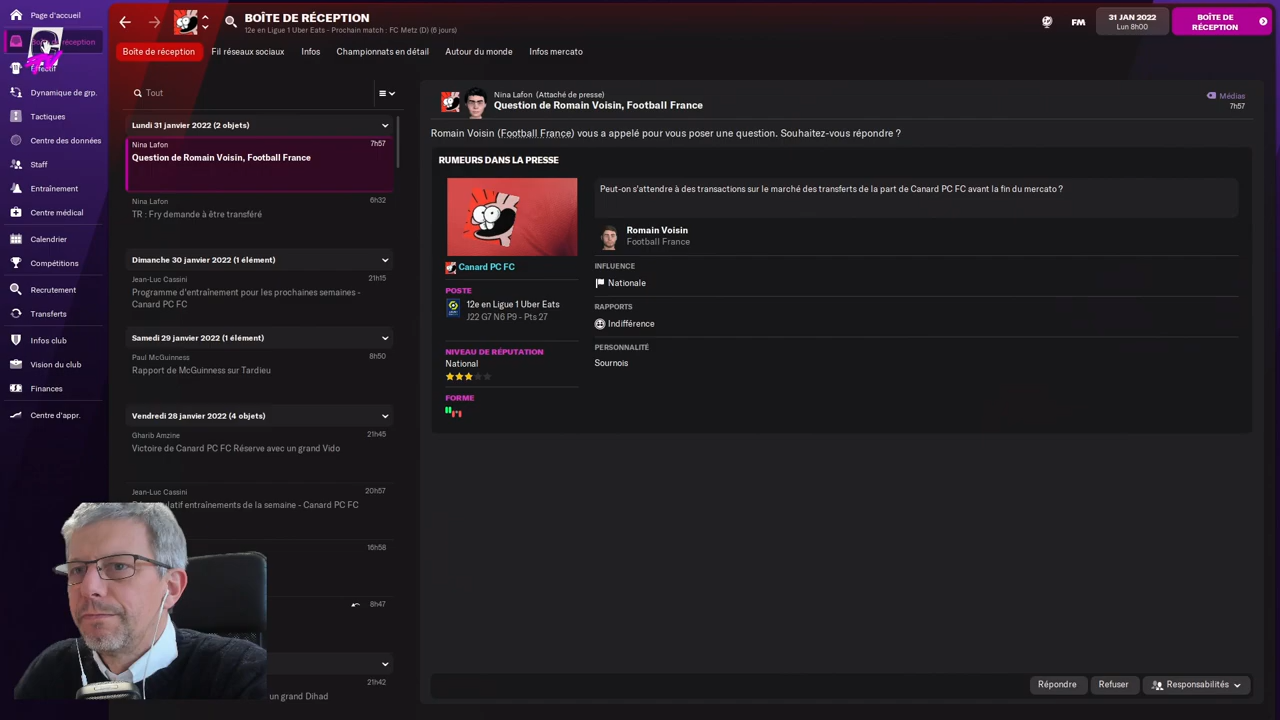 Page d'accueil
Boîte de réception
Effectif
Dynamique de grp.
Tactiques
Centre des données
Staff
Entraînement
Centre médical
Calendrier
Compétitions
Recrutement
Transferts
Infos club
Vision du club
Finances
Centre d'appr.
BOÎTE DE RÉCEPTION
12e en Ligue 1 Uber Eats - Prochain match : FC Metz (D) (6 jours)
FM
31 JAN 2022
Lun 8h00
BOÎTE DE
RÉCEPTION
Boîte de réception
Fil réseaux sociaux
Infos
Championnats en détail
Autour du monde
Infos mercato
Tout
Lundi 31 janvier 2022 (2 objets)
Nina Lafon 7h57
Question de Romain Voisin, Football France
Nina Lafon 6h32
TR : Fry demande à être transféré
Dimanche 30 janvier 2022 (1 élément)
Jean-Luc Cassini 21h15
Programme d'entraînement pour les prochaines semaines -
Canard PC FC
Samedi 29 janvier 2022 (1 élément)
Paul McGuinness 8h50
Rapport de McGuinness sur Tardieu
Vendredi 28 janvier 2022 (4 objets)
Gharib Amzine 21h45
Victoire de Canard PC FC Réserve avec un grand Vido
Jean-Luc Cassini 20h57
entraînements de la semaine - Canard PC FC
16h58
8h47
21h42
un grand Dihad
Nina Lafon (Attaché de presse)
Question de Romain Voisin, Football France
Médias
7h57
Romain Voisin (Football France) vous a appelé pour vous poser une question. Souhaitez-vous répondre ?
RUMEURS DANS LA PRESSE
Canard PC FC
POSTE
12e en Ligue 1 Uber Eats
J22 G7 N6 P9 - Pts 27
NIVEAU DE RÉPUTATION
National
FORME
Peut-on s'attendre à des transactions sur le marché des transferts de la part de Canard PC FC avant la fin du mercato ?
Romain Voisin
Football France
INFLUENCE
Nationale
RAPPORTS
Indifférence
PERSONNALITÉ
Sournois
Répondre
Refuser
Responsabilités